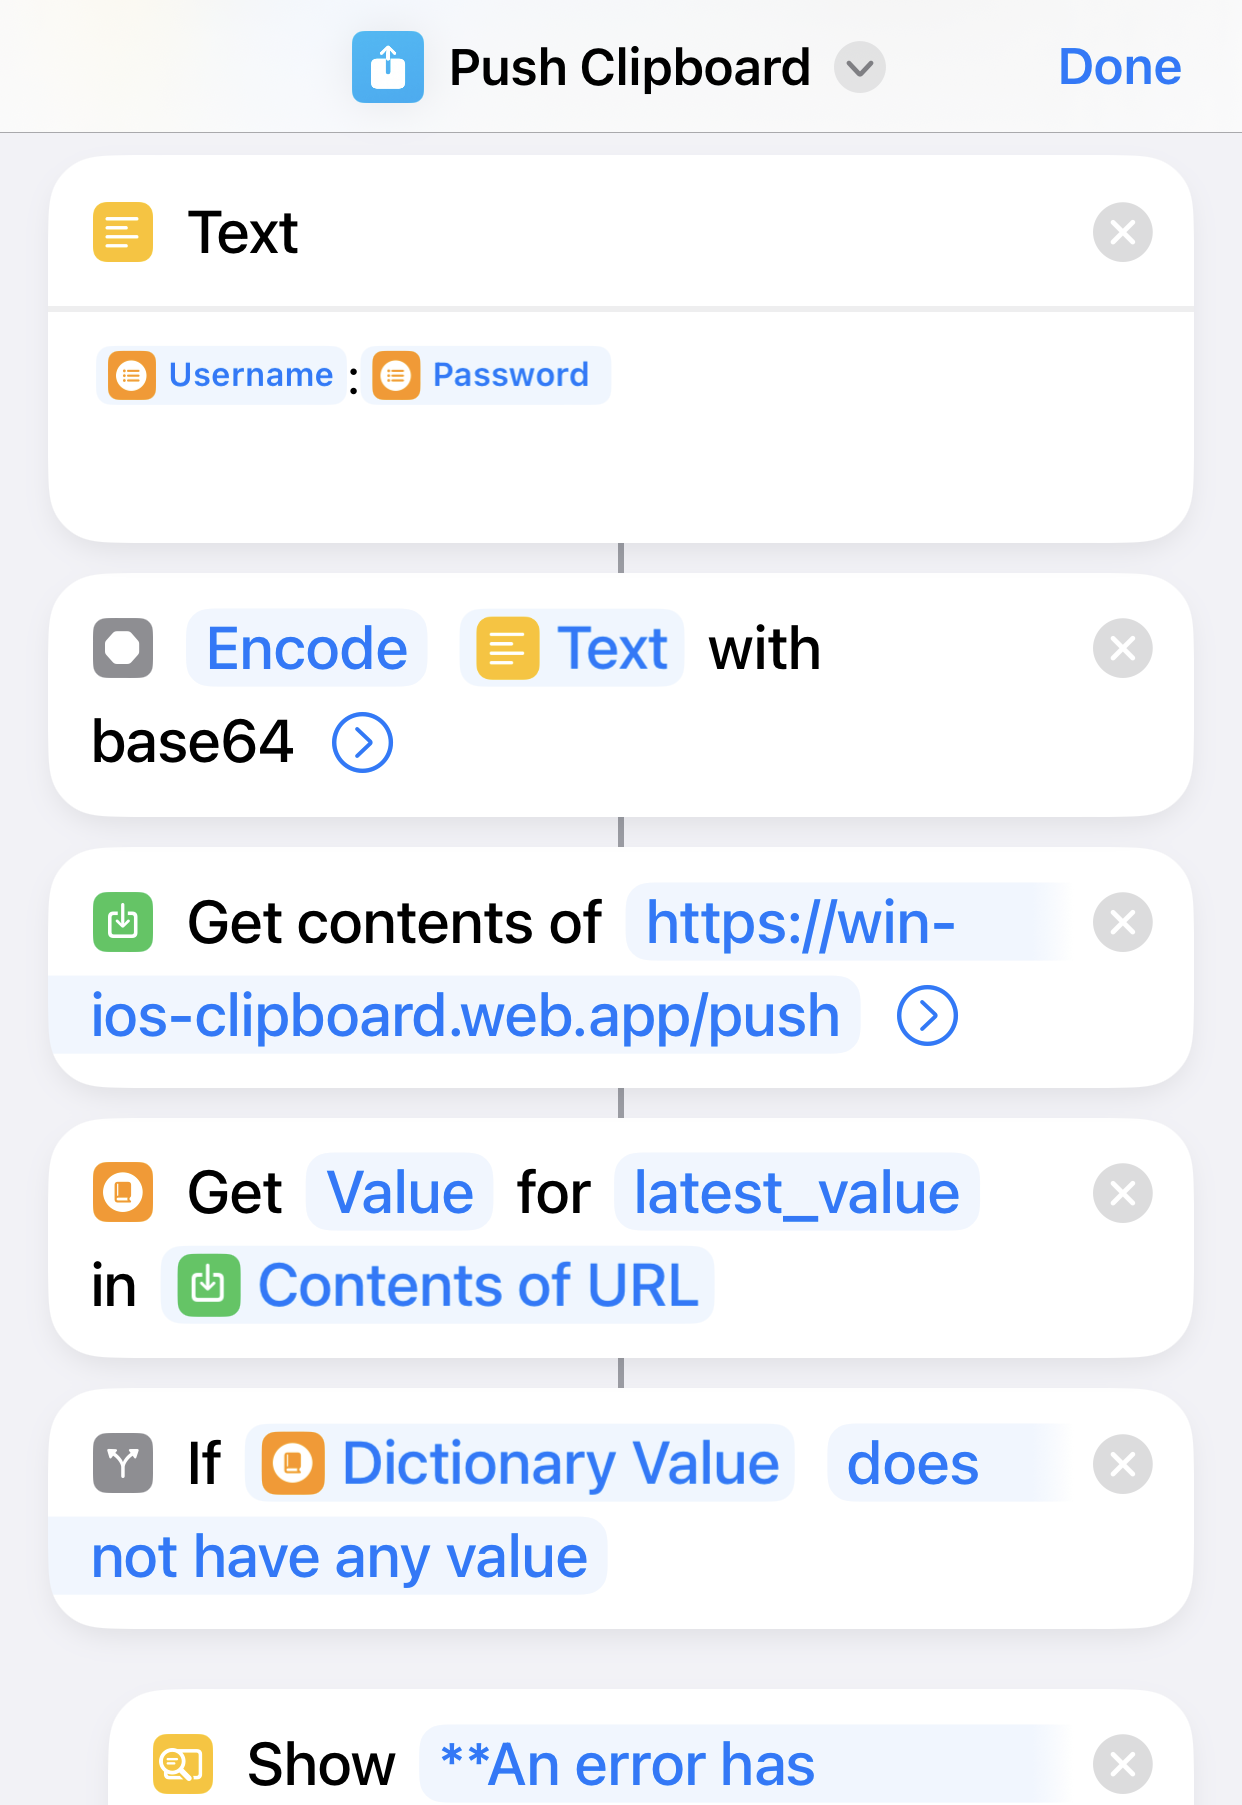 Push Clipboard
Done
Text
Username:Password
Encode Text with
base64
Get contents of https://win-
ios-clipboard.web.app/push
Get Value for latest_value
in Contents of URL
If Dictionary Value does
not have any value
Show **An error has